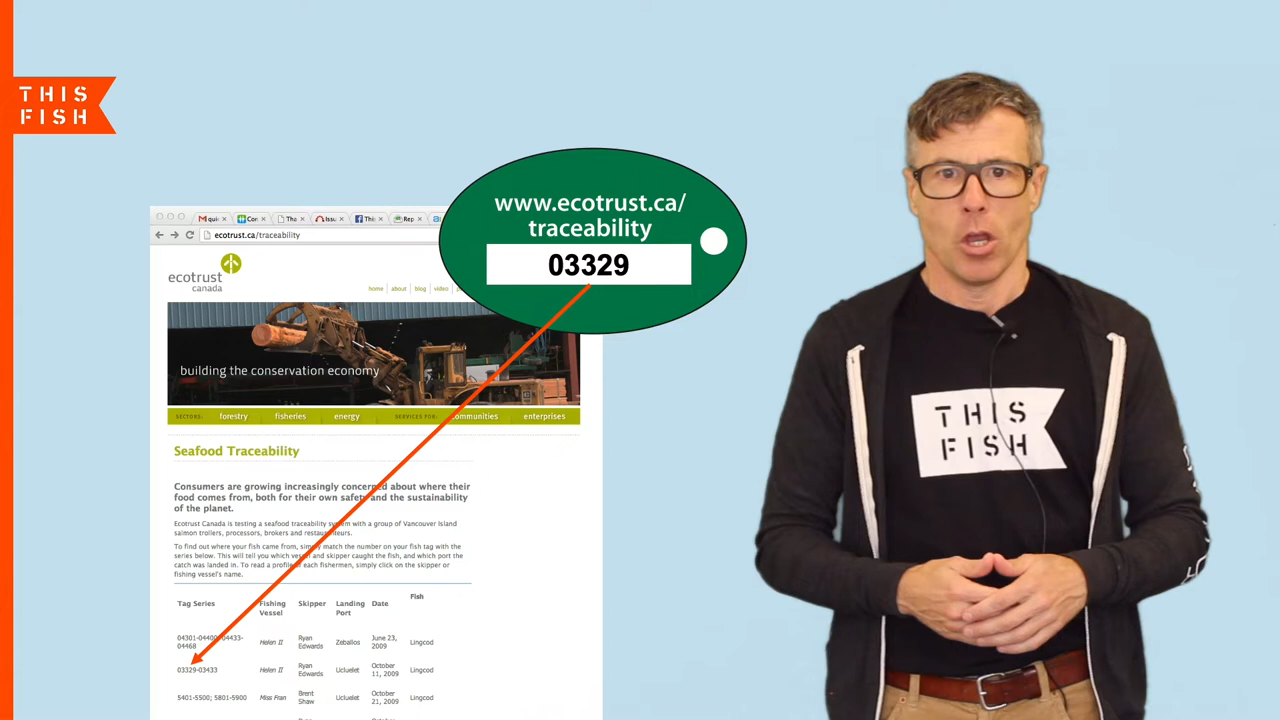 THIS
FISH
www.ecotrust.ca/
traceability
03329
ecotrust.ca/traceability
ecotrust
canada
home about blog video
building the conservation economy
SECTORS: forestry fisheries energy SERVICES FOR: communities enterprises
Seafood Traceability
Consumers are growing increasingly concerned about where their
food comes from, both for their own safety and the sustainability
of the planet.
Ecotrust Canada is testing a seafood traceability system with a group of Vancouver Island
salmon trollers, processors, brokers and restauranteurs.
To find out where your fish came from, simply match the number on your fish tag with the
series below. This will tell you which vessel and skipper caught the fish, and which port the
catch was landed in. To read a profile of each fishermen, simply click on the skipper or
fishing vessel's name.
Tag Series Fishing Vessel Skipper Landing Port Date Fish
04301-04400; 04433-04468 Helen II Ryan Edwards Zeballos June 23, 2009 Lingcod
03329-03433 Helen II Ryan Edwards Ucluelet October 11, 2009 Lingcod
5401-5500; 5801-5900 Miss Fran Brent Shaw Ucluelet October 21, 2009 Lingcod
THIS
FISH